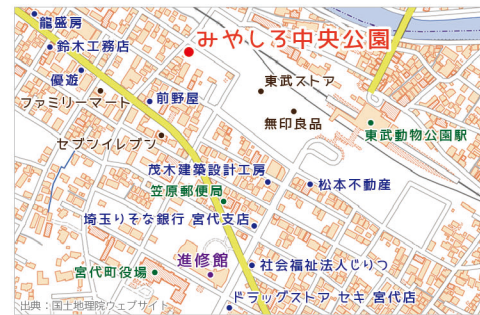 龍盛房
みやしろ中央公園
鈴木工務店
優遊
東武ストア
ファミリーマート
前野屋
無印良品
セブンイレブン
東武動物公園駅
茂木建築設計工房
笠原郵便局
松本不動産
埼玉りそな銀行 宮代支店
進修館
宮代町役場
社会福祉法人じりつ
ドラッグストア セキ 宮代店
出典：国土地理院ウェブサイト